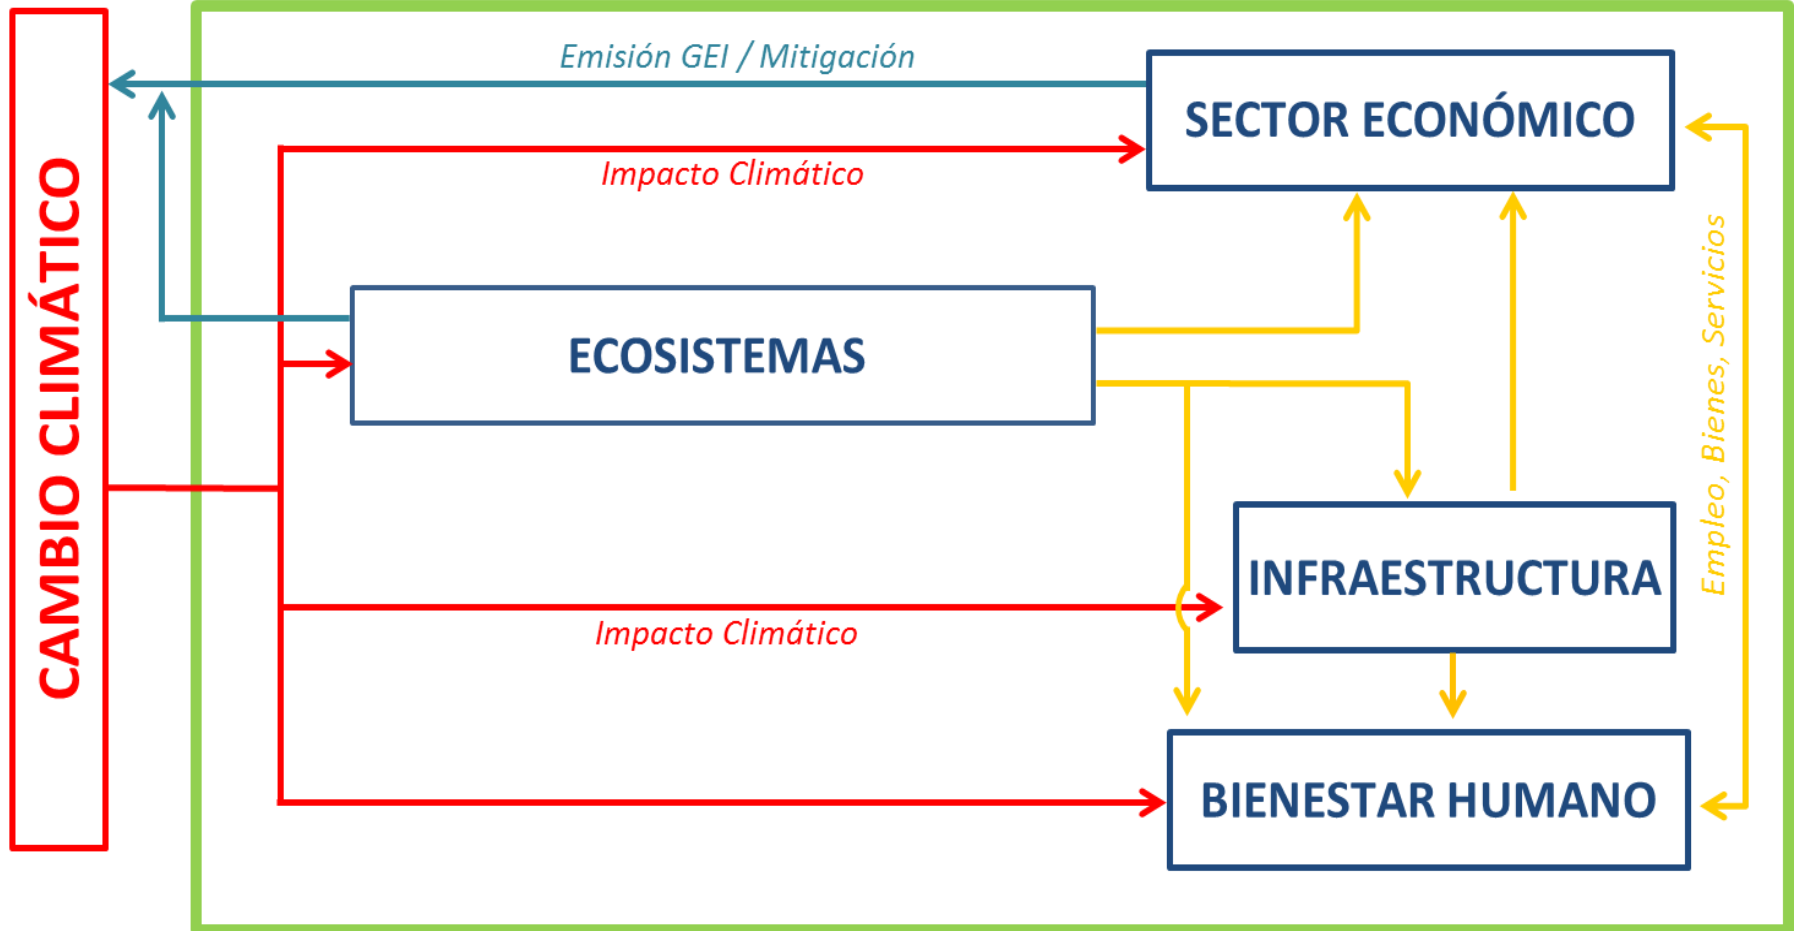 CAMBIO CLIMÁTICO
Emisión GEI / Mitigación
SECTOR ECONÓMICO
Impacto Climático
ECOSISTEMAS
Empleo, Bienes, Servicios
INFRAESTRUCTURA
Impacto Climático
BIENESTAR HUMANO